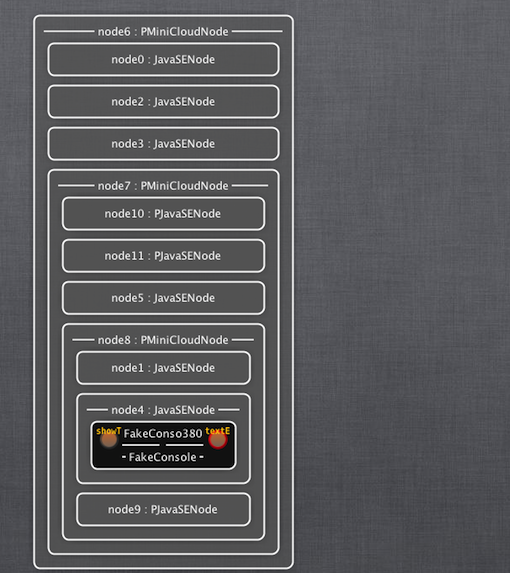 node6 : PMiniCloudNode
node0 : JavaSENode
node2 : JavaSENode
node3 : JavaSENode
node7 : PMiniCloudNode
node10 : PJavaSENode
node11 : PJavaSENode
node5 : JavaSENode
node8 : PMiniCloudNode
node1 : JavaSENode
node4 : JavaSENode
showT FakeConso380 textE
- FakeConsole -
node9 : PJavaSENode